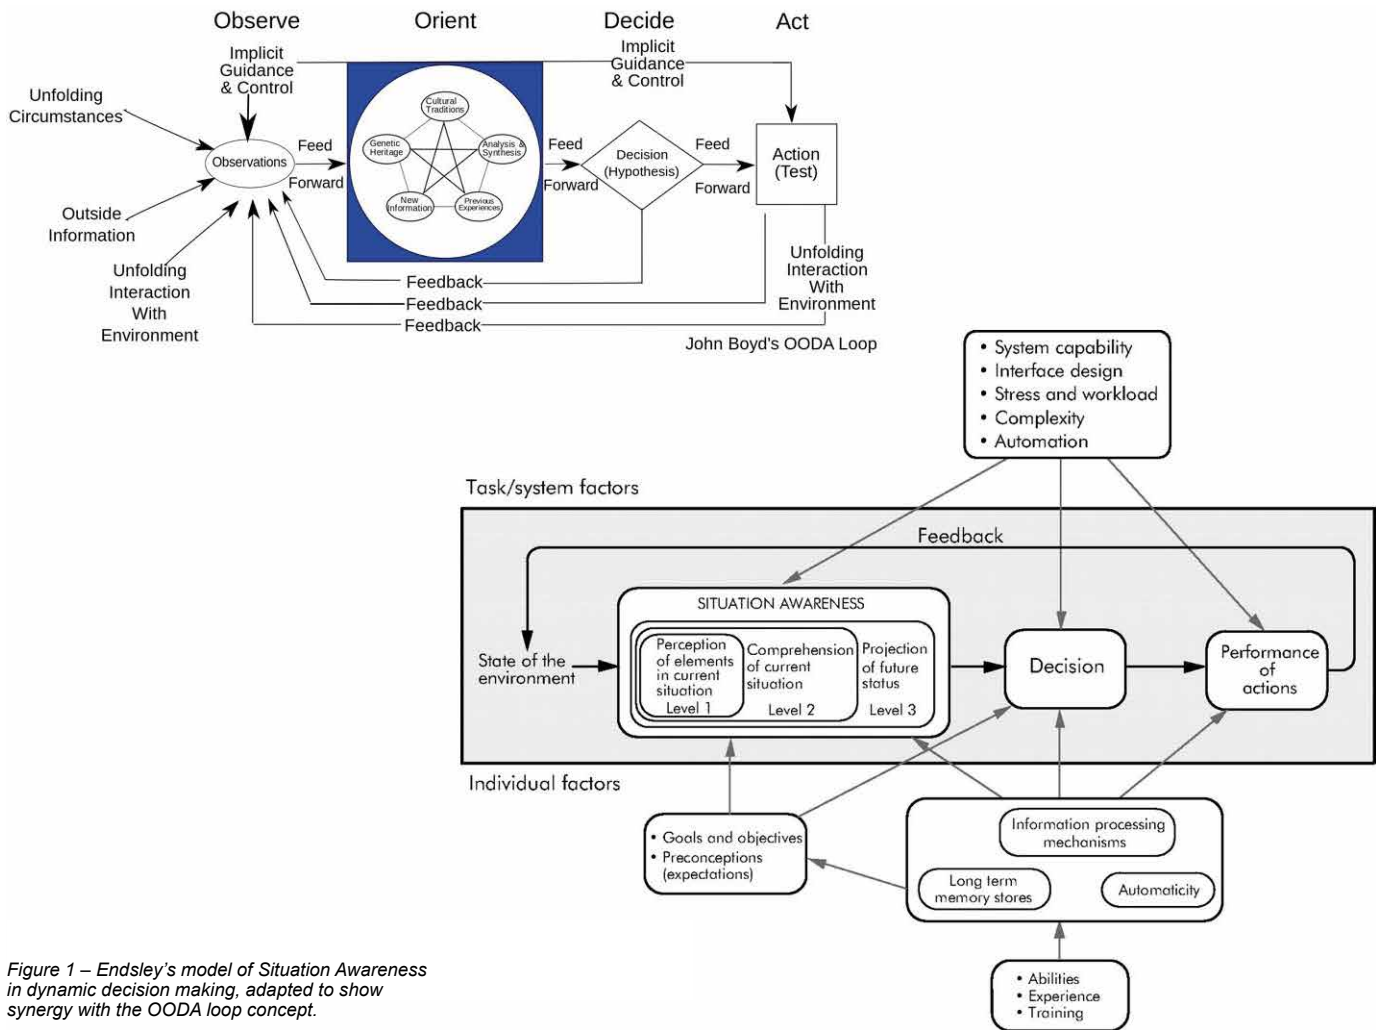 Observe
Orient
Decide
Act
Implicit
Guidance
& Control
Implicit
Guidance
& Control
Unfolding
Circumstances
Observations
Feed
Forward
Cultural
Traditions
Genetic
Heritage
Analysis &
Synthesis
New
Information
Previous
Experiences
Feed
Forward
Decision
(Hypothesis)
Feed
Forward
Action
(Test)
Outside
Information
Unfolding
Interaction
With
Environment
Feedback
Feedback
Feedback
Unfolding
Interaction
With
Environment
John Boyd's OODA Loop
• System capability
• Interface design
• Stress and workload
• Complexity
• Automation
Task/system factors
Feedback
SITUATION AWARENESS
State of the
environment
Perception
of elements
in current
situation
Level 1
Comprehension
of current
situation
Level 2
Projection
of future
status
Level 3
Decision
Performance
of
actions
Individual factors
• Goals and objectives
• Preconceptions
(expectations)
Information processing
mechanisms
Long term
memory stores
Automaticity
• Abilities
• Experience
• Training
Figure 1 – Endsley's model of Situation Awareness
in dynamic decision making, adapted to show
synergy with the OODA loop concept.